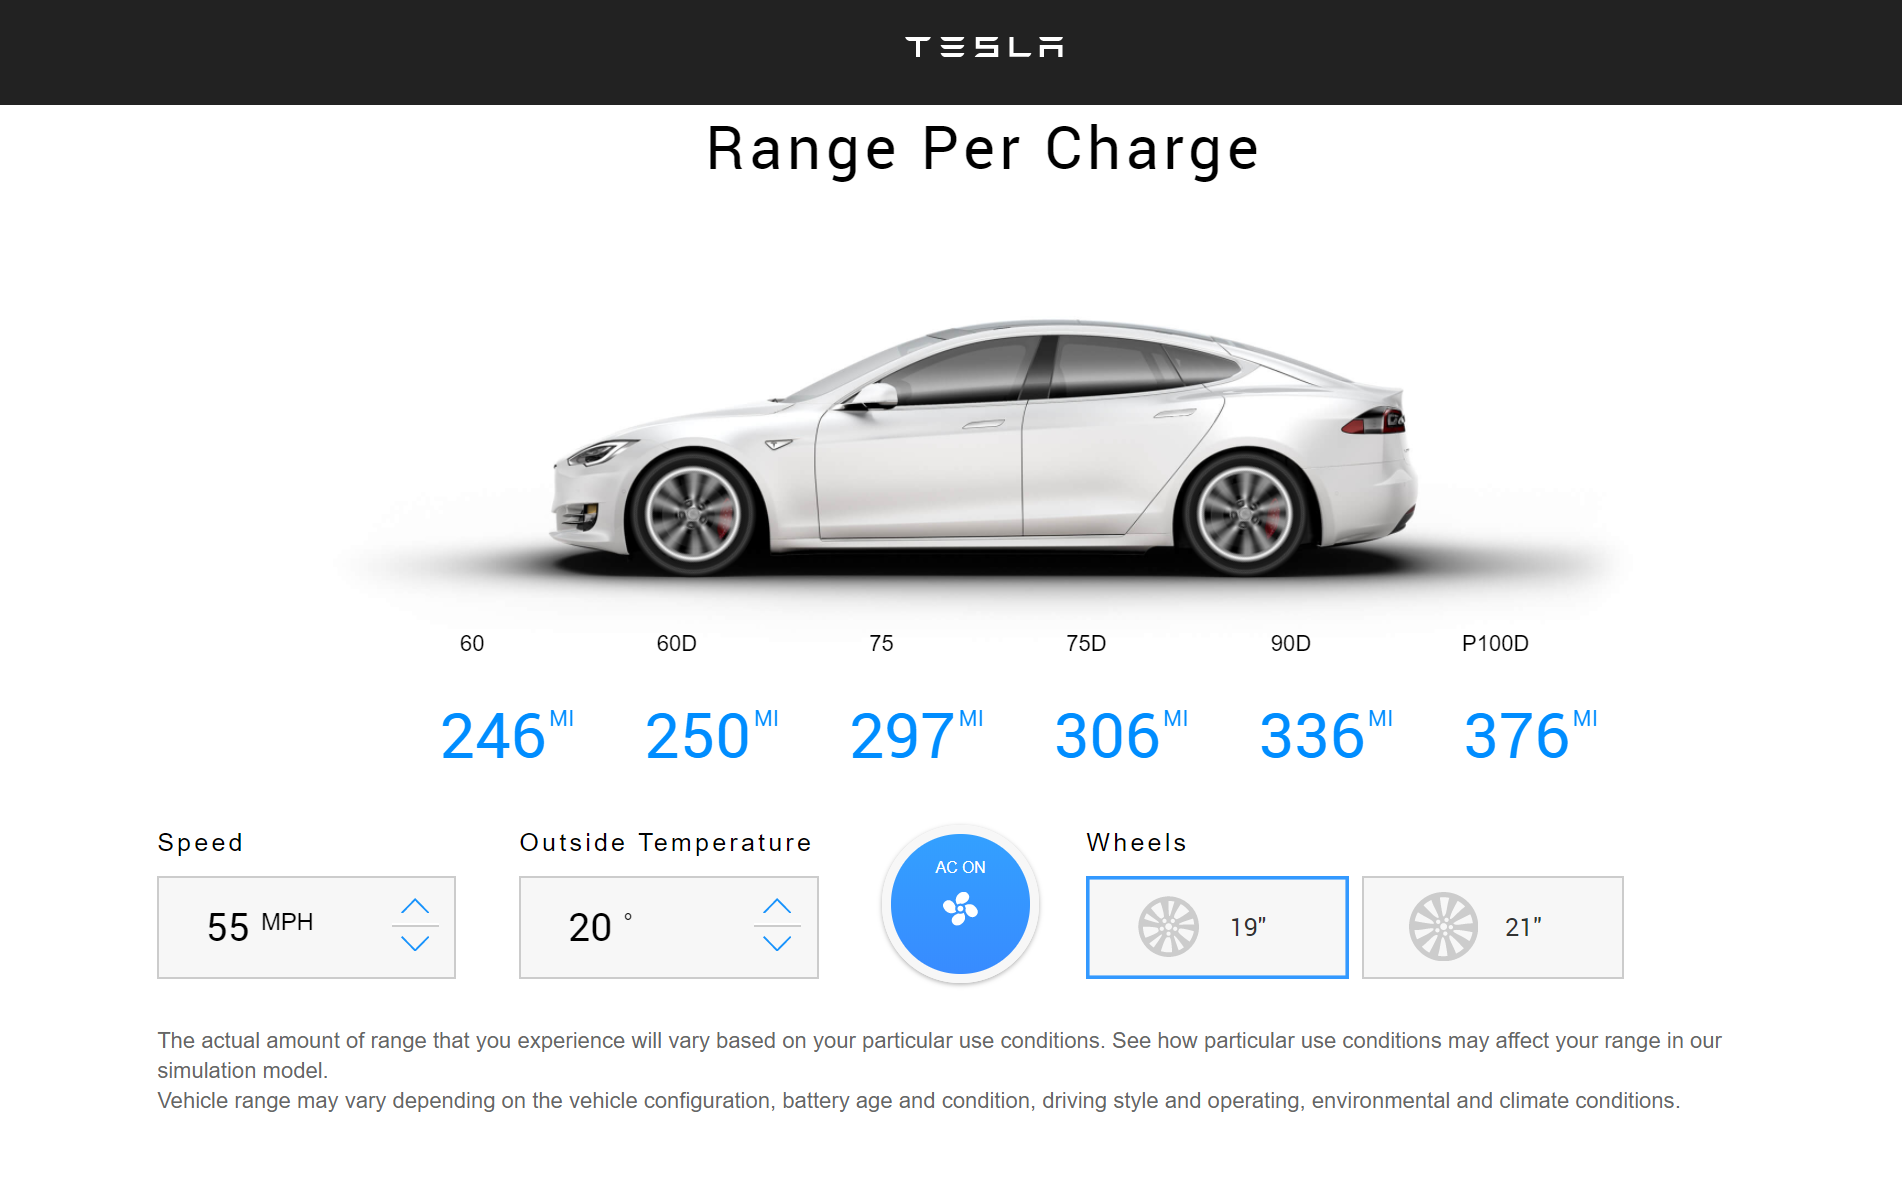 TESLA
Range Per Charge
60 60D 75 75D 90D P100D
246 MI 250 MI 297 MI 306 MI 336 MI 376 MI
Speed Outside Temperature Wheels
AC ON
55 MPH 20 ° 19" 21"
The actual amount of range that you experience will vary based on your particular use conditions. See how particular use conditions may affect your range in our
simulation model.
Vehicle range may vary depending on the vehicle configuration, battery age and condition, driving style and operating, environmental and climate conditions.